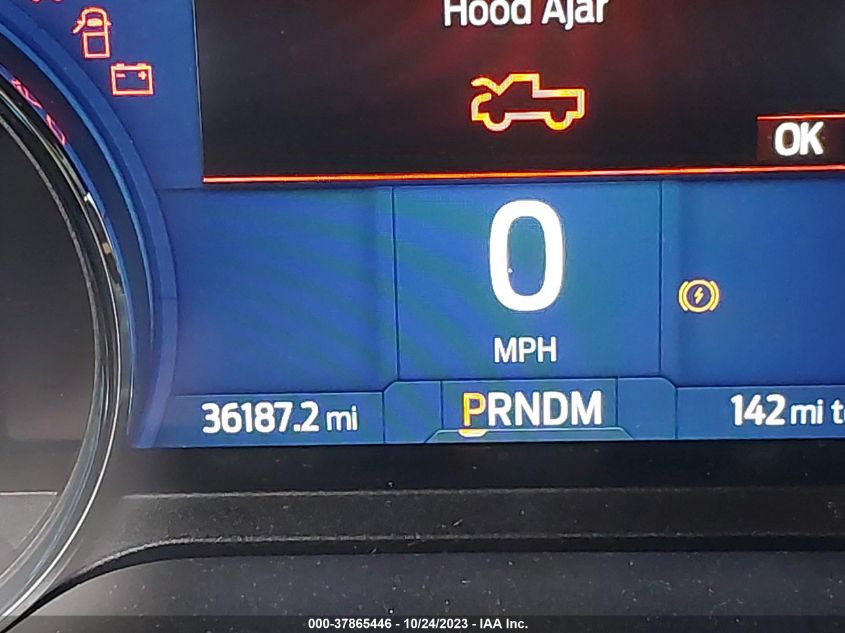 Hood Ajar
OK
0
MPH
36187.2 mi
PRNDM
142 mi t
000-37865446 - 10/24/2023 - IAA Inc.